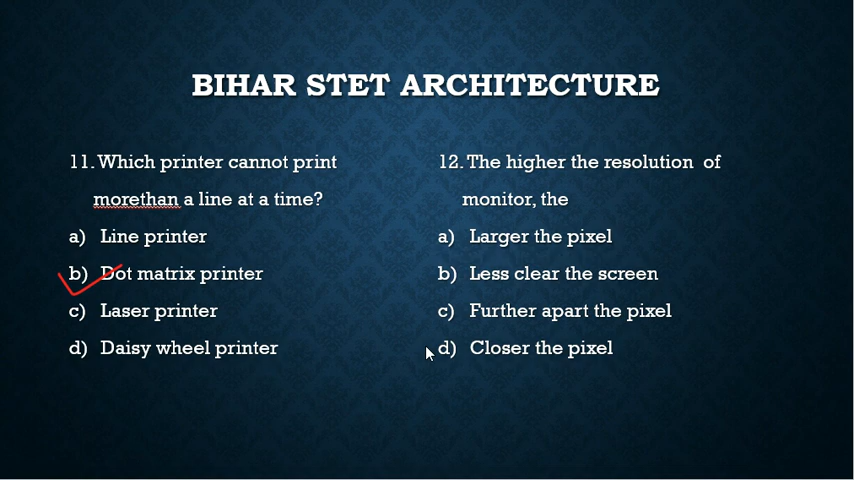 BIHAR STET ARCHITECTURE
11. Which printer cannot print
morethan a line at a time?
a) Line printer
b) Dot matrix printer
c) Laser printer
d) Daisy wheel printer
12. The higher the resolution of
monitor, the
a) Larger the pixel
b) Less clear the screen
c) Further apart the pixel
d) Closer the pixel